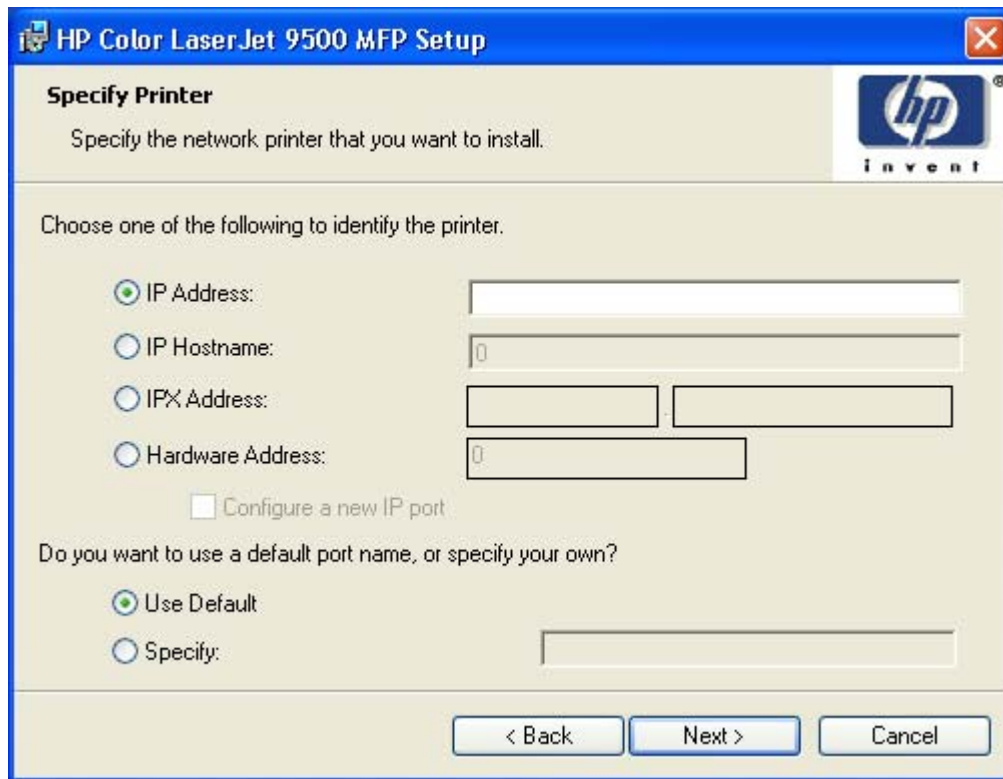 HP Color LaserJet 9500 MFP Setup
Specify Printer
Specify the network printer that you want to install.
hp
®
invent
Choose one of the following to identify the printer.
IP Address:
IP Hostname: 0
IPX Address: .
Hardware Address: 0
Configure a new IP port
Do you want to use a default port name, or specify your own?
Use Default
Specify:
< Back Next > Cancel